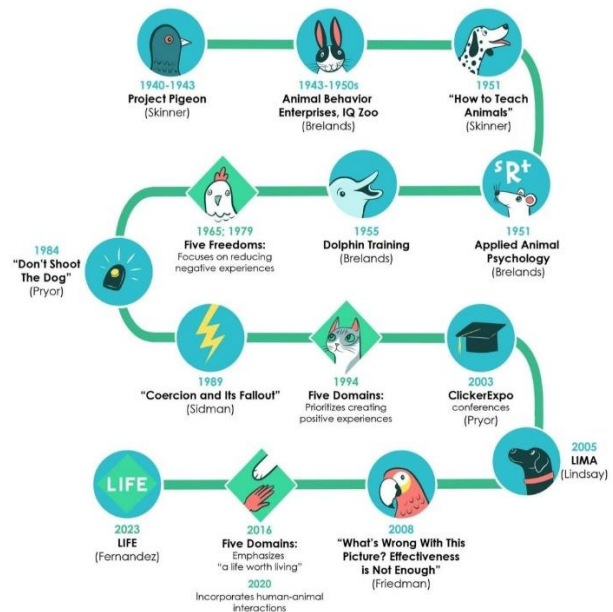 1940-1943
Project Pigeon
(Skinner)
1943-1950s
Animal Behavior
Enterprises, IQ Zoo
(Brelands)
1951
"How to Teach
Animals"
(Skinner)
SR+
1951
Applied Animal
Psychology
(Brelands)
1955
Dolphin Training
(Brelands)
1965; 1979
Five Freedoms:
Focuses on reducing
negative experiences
1984
"Don't Shoot
The Dog"
(Pryor)
1989
"Coercion and Its Fallout"
(Sidman)
1994
Five Domains:
Prioritizes creating
positive experiences
2003
ClickerExpo
conferences
(Pryor)
2005
LIMA
(Lindsay)
2008
"What's Wrong With This
Picture? Effectiveness
is Not Enough"
(Friedman)
2016
Five Domains:
Emphasizes
"a life worth living"
2020
Incorporates human-animal
interactions
LIFE
2023
LIFE
(Fernandez)